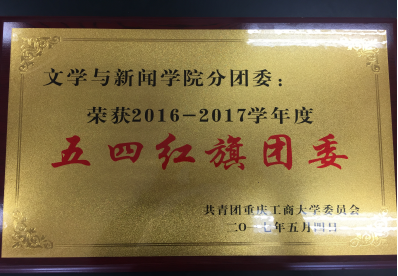 文学与新闻学院分团委：
荣获2016-2017学年度
五四红旗团委
共青团重庆工商大学委员会
二〇一七年五月四日